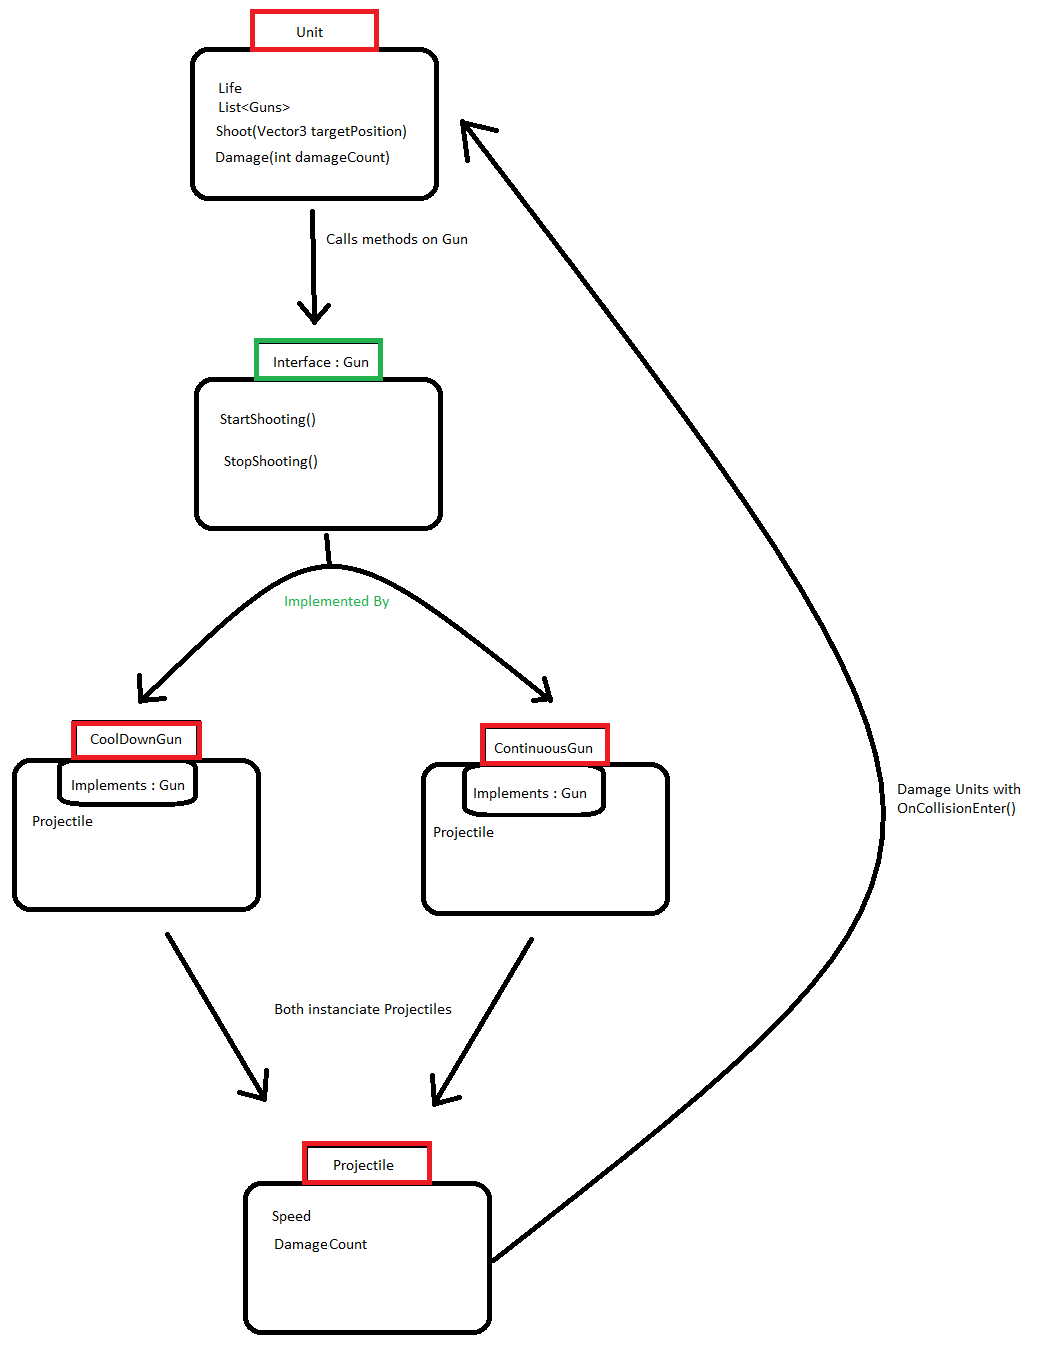 Unit
Life
List<Guns>
Shoot(Vector3 targetPosition)
Damage(int damageCount)
Calls methods on Gun
Interface : Gun
StartShooting()
StopShooting()
Implemented By
CoolDownGun
Implements : Gun
Projectile
ContinuousGun
Implements : Gun
Projectile
Damage Units with
OnCollisionEnter()
Both instanciate Projectiles
Projectile
Speed
DamageCount